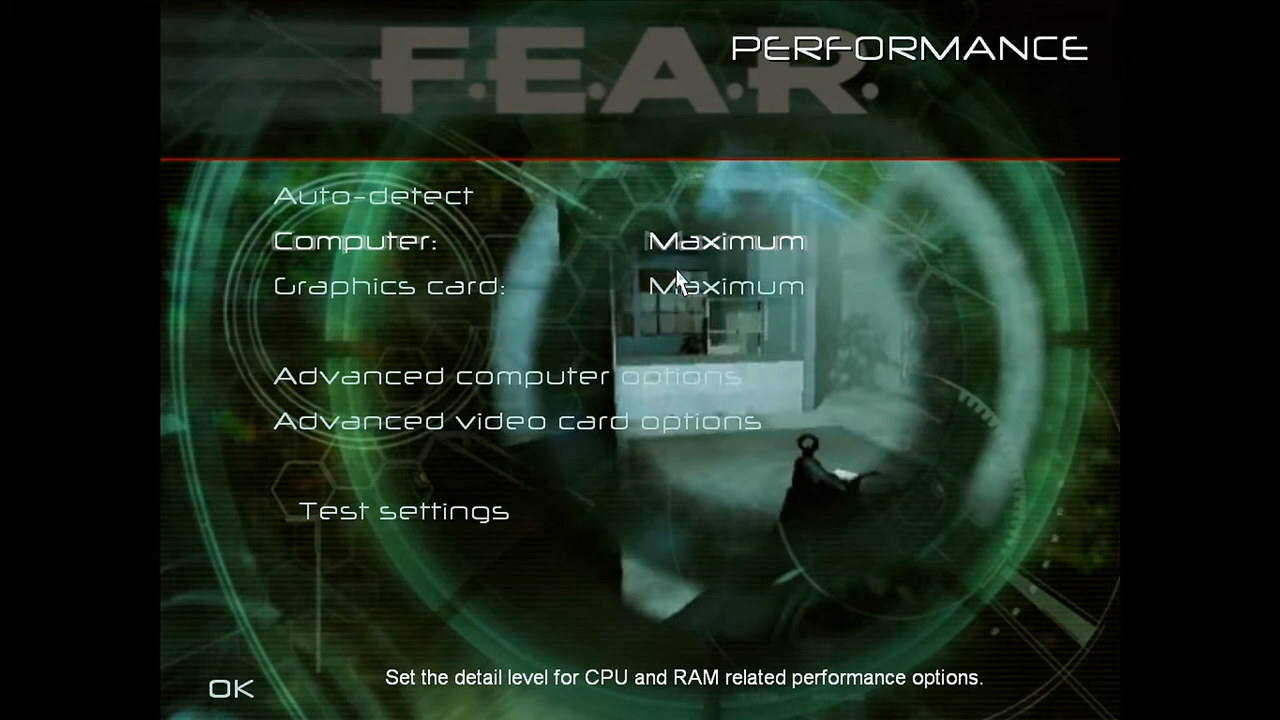 F.E.A.R.
PERFORMANCE
Auto-detect
Computer: Maximum
Graphics card: Maximum
Advanced computer options
Advanced video card options
Test settings
Set the detail level for CPU and RAM related performance options.
OK